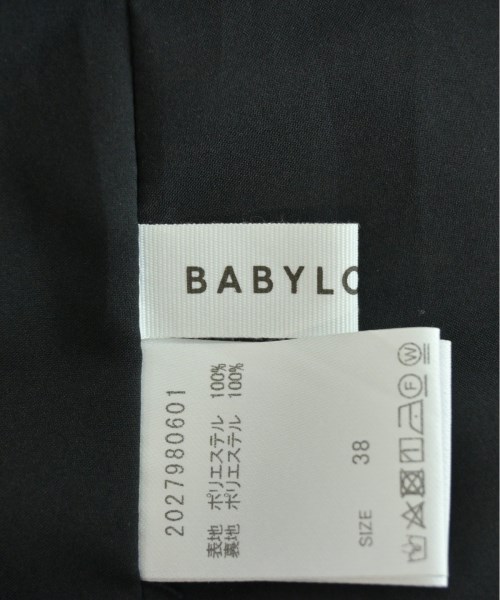 BABYLO
2027980601
表地 ポリエステル 100%
裏地 ポリエステル 100%
SIZE 38
F
W